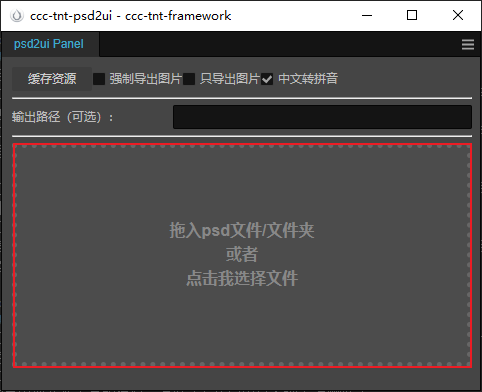 ccc-tnt-psd2ui - ccc-tnt-framework
psd2ui Panel
缓存资源 强制导出图片 只导出图片 中文转拼音
输出路径（可选）：
拖入psd文件/文件夹
或者
点击我选择文件